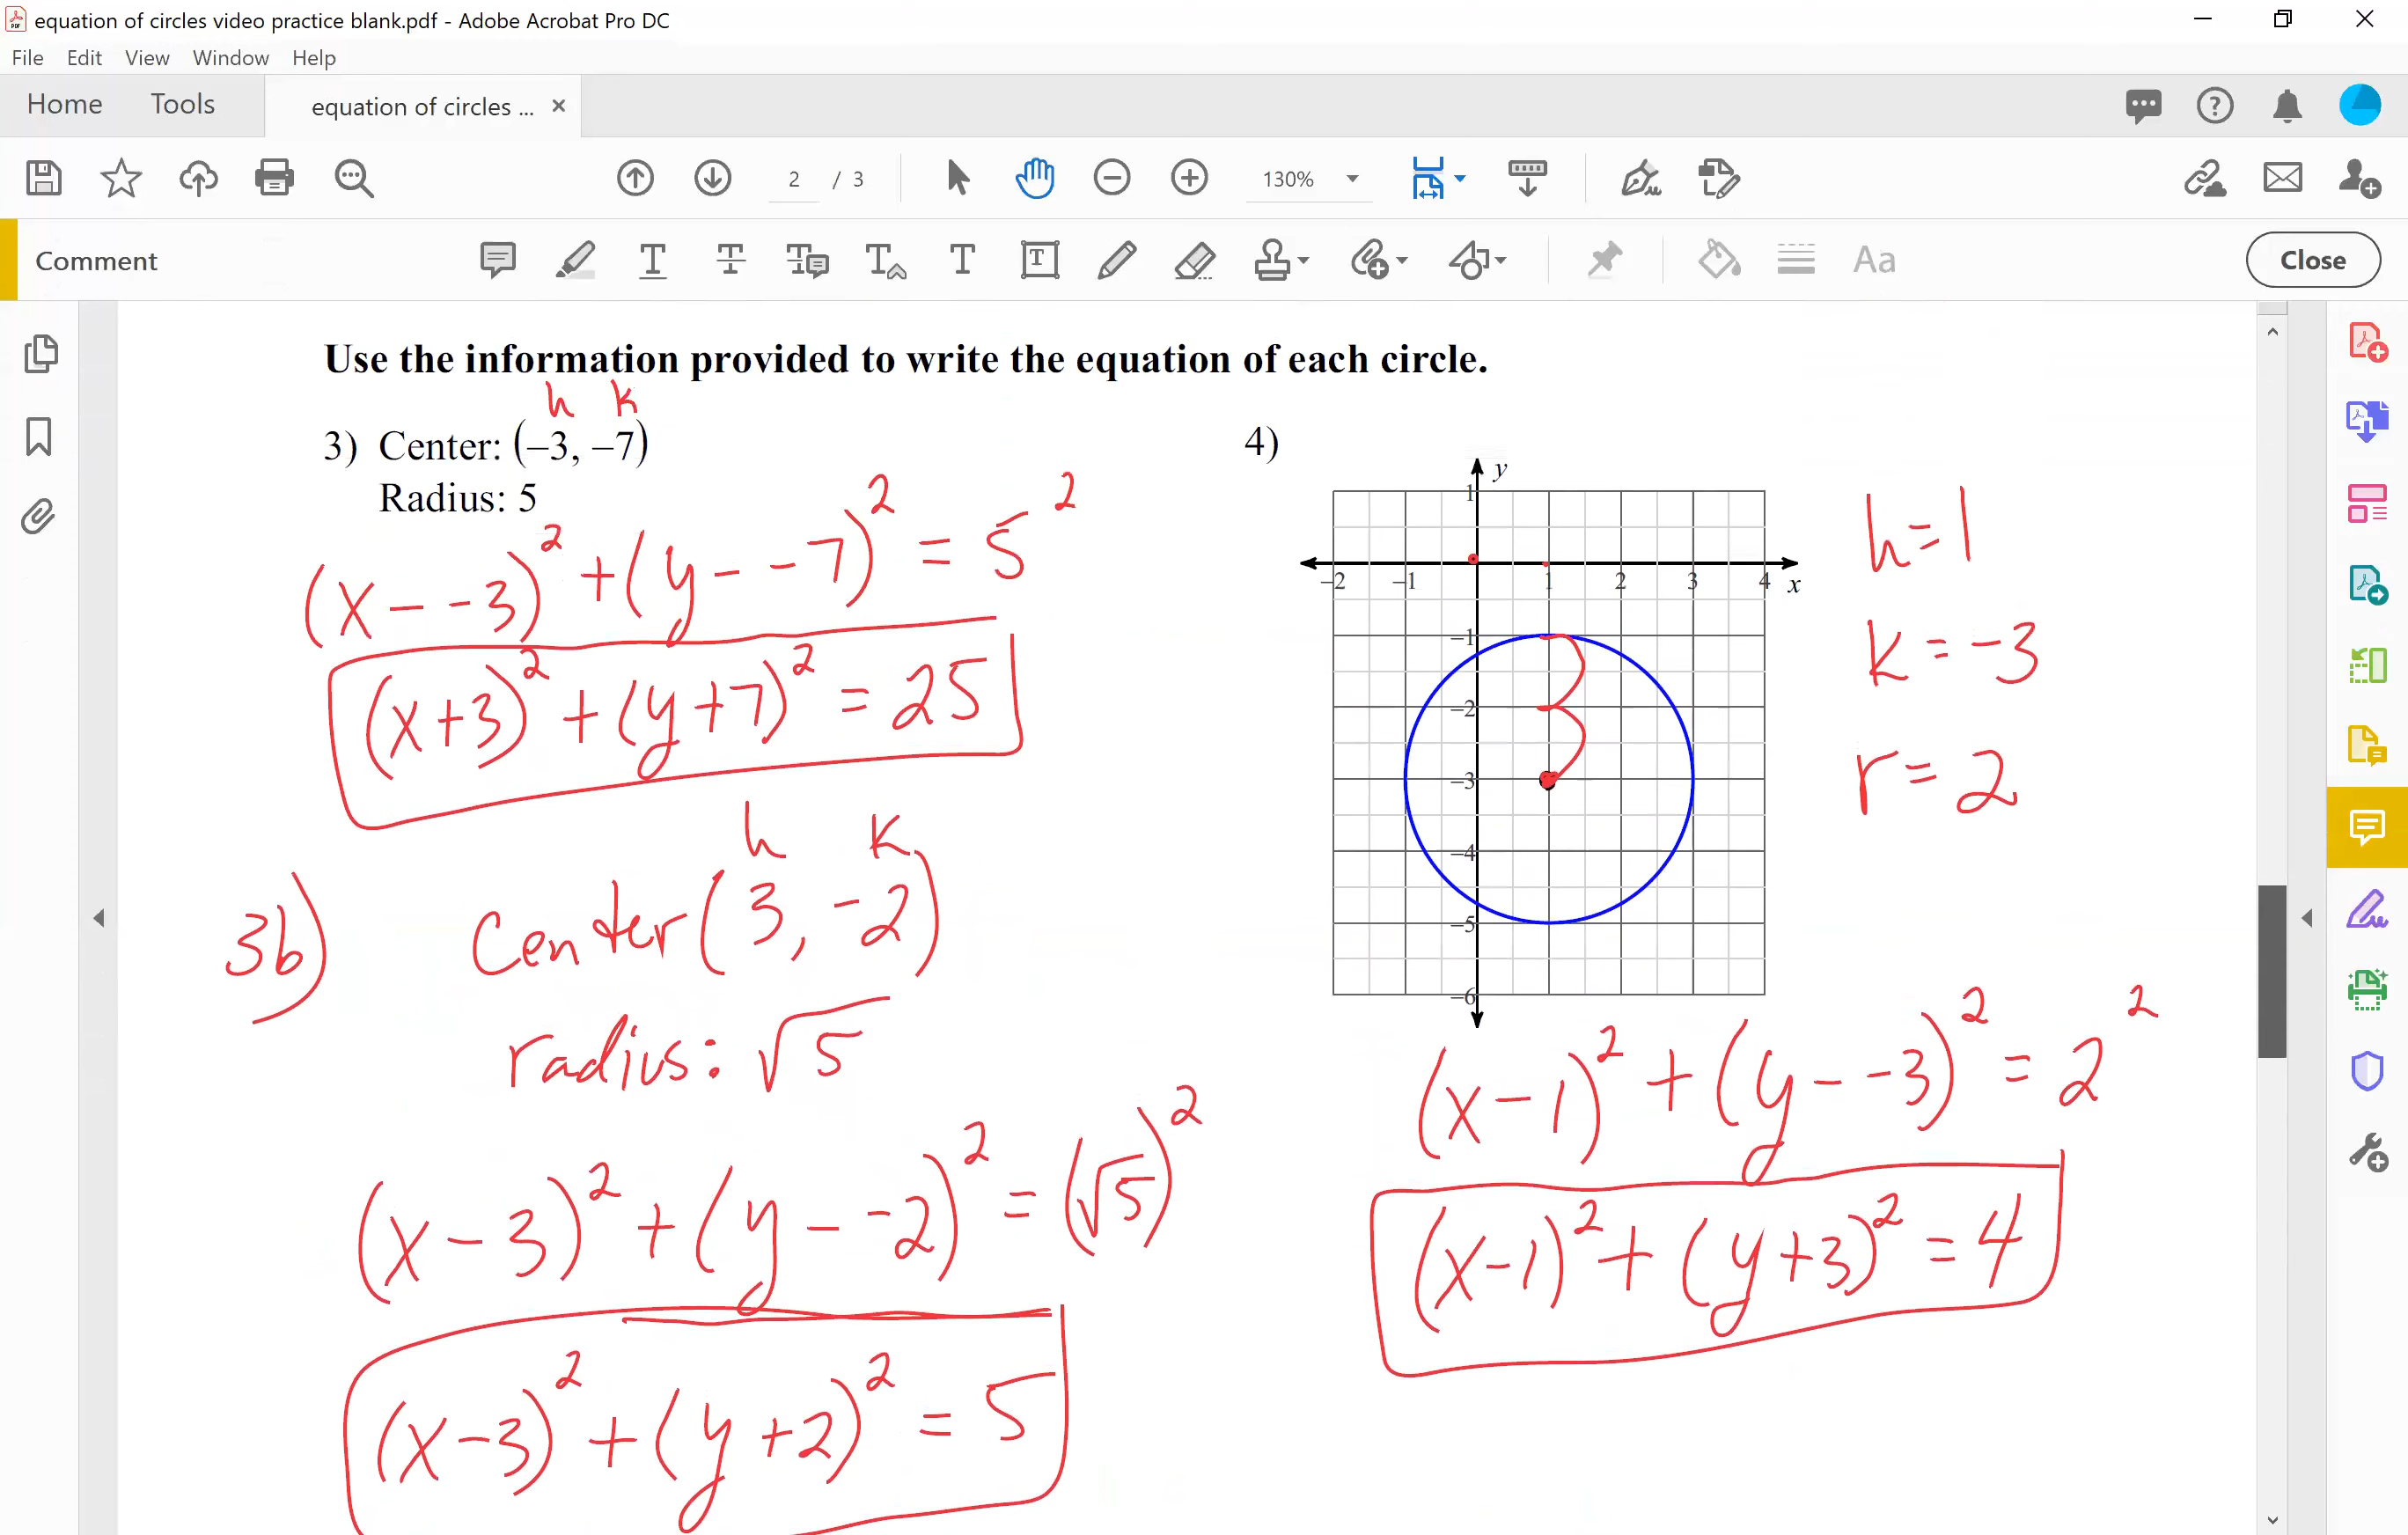 equation of circles video practice blank.pdf - Adobe Acrobat Pro DC
File Edit View Window Help
Home Tools equation of circles ... ×
2 / 3 130%
Comment Close
Use the information provided to write the equation of each circle.
h k
3) Center: (–3, –7)
Radius: 5
(x - -3)² + (y - -7)² = 5²
(x+3)² + (y+7)² = 25
h k
3b) Center (3, -2)
radius: √5
(x-3)² + (y - -2)² = (√5)²
(x-3)² + (y+2)² = 5
4)
y
1
–2 –1 1 2 3 4 x
–1
–2
–3
–4
–5
–6
h=1
k = -3
r = 2
(x-1)² + (y - -3)² = 2²
(x-1)² + (y+3)² = 4